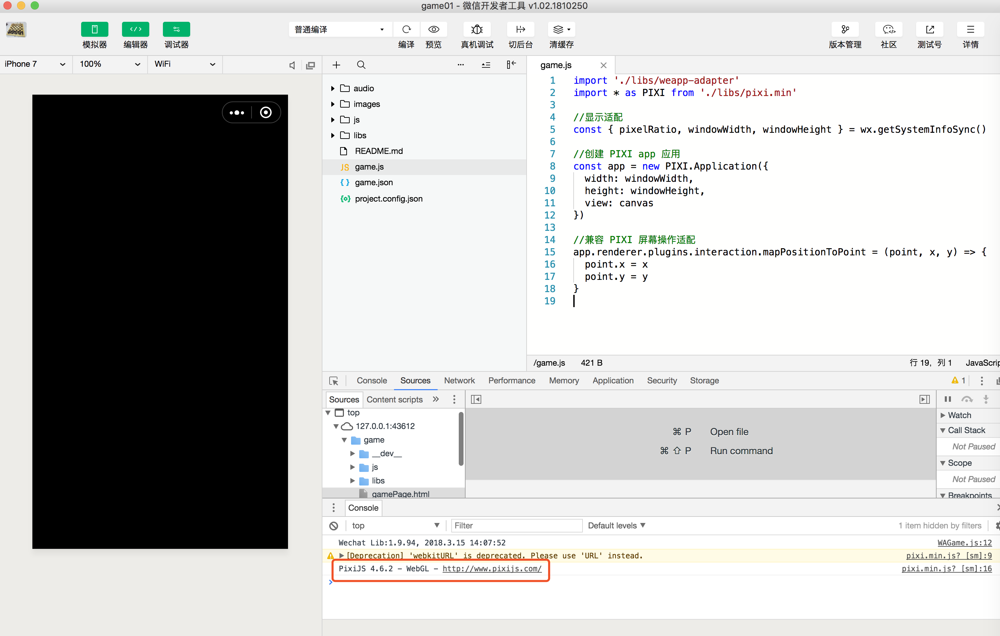 game01 - 微信开发者工具 v1.02.1810250
模拟器 编辑器 调试器 普通编译 编译 预览 真机调试 切后台 清缓存 版本管理 社区 测试号 详情
iPhone 7 100% WiFi
audio
images
js
libs
README.md
JS game.js
{ } game.json
project.config.json
game.js
1 import './libs/weapp-adapter'
2 import * as PIXI from './libs/pixi.min'
3
4 //显示适配
5 const { pixelRatio, windowWidth, windowHeight } = wx.getSystemInfoSync()
6
7 //创建 PIXI app 应用
8 const app = new PIXI.Application({
9 width: windowWidth,
10 height: windowHeight,
11 view: canvas
12 })
13
14 //兼容 PIXI 屏幕操作适配
15 app.renderer.plugins.interaction.mapPositionToPoint = (point, x, y) => {
16 point.x = x
17 point.y = y
18 }
19
/game.js 421 B 行 19, 列 1 JavaScrip
Console Sources Network Performance Memory Application Security Storage 1
Sources Content scripts »
top
127.0.0.1:43612
game
__dev__
js
libs
gamePage.html
⌘ P Open file
⌘ ⇧ P Run command
Watch
Call Stack
Not Paused
Scope
Not Paused
Breakpoints
Console
top Filter Default levels 1 item hidden by filters
Wechat Lib:1.9.94, 2018.3.15 14:07:52 WAGame.js:12
[Deprecation] 'webkitURL' is deprecated. Please use 'URL' instead. pixi.min.js? [sm]:9
PixiJS 4.6.2 - WebGL - http://www.pixijs.com/ pixi.min.js? [sm]:16